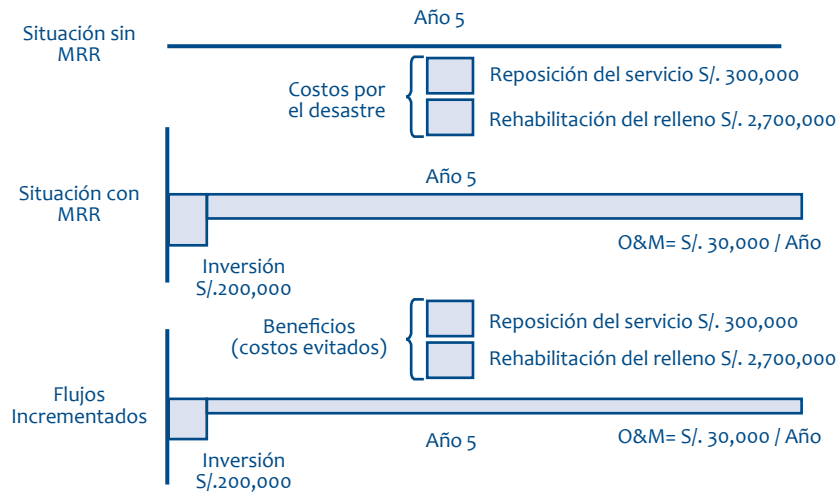 Situación sin
MRR
Año 5
Costos por
el desastre
Reposición del servicio S/. 300,000
Rehabilitación del relleno S/. 2,700,000
Situación con
MRR
Año 5
O&M= S/. 30,000 / Año
Inversión
S/.200,000
Beneficios
(costos evitados)
Reposición del servicio S/. 300,000
Rehabilitación del relleno S/. 2,700,000
Flujos
Incrementados
Año 5
O&M= S/. 30,000 / Año
Inversión
S/.200,000